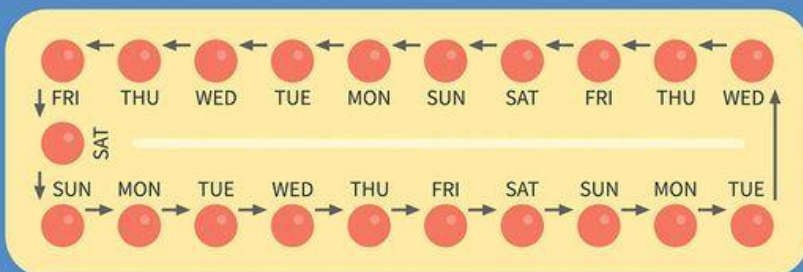 FRI THU WED TUE MON SUN SAT FRI THU WED
SAT
SUN MON TUE WED THU FRI SAT SUN MON TUE